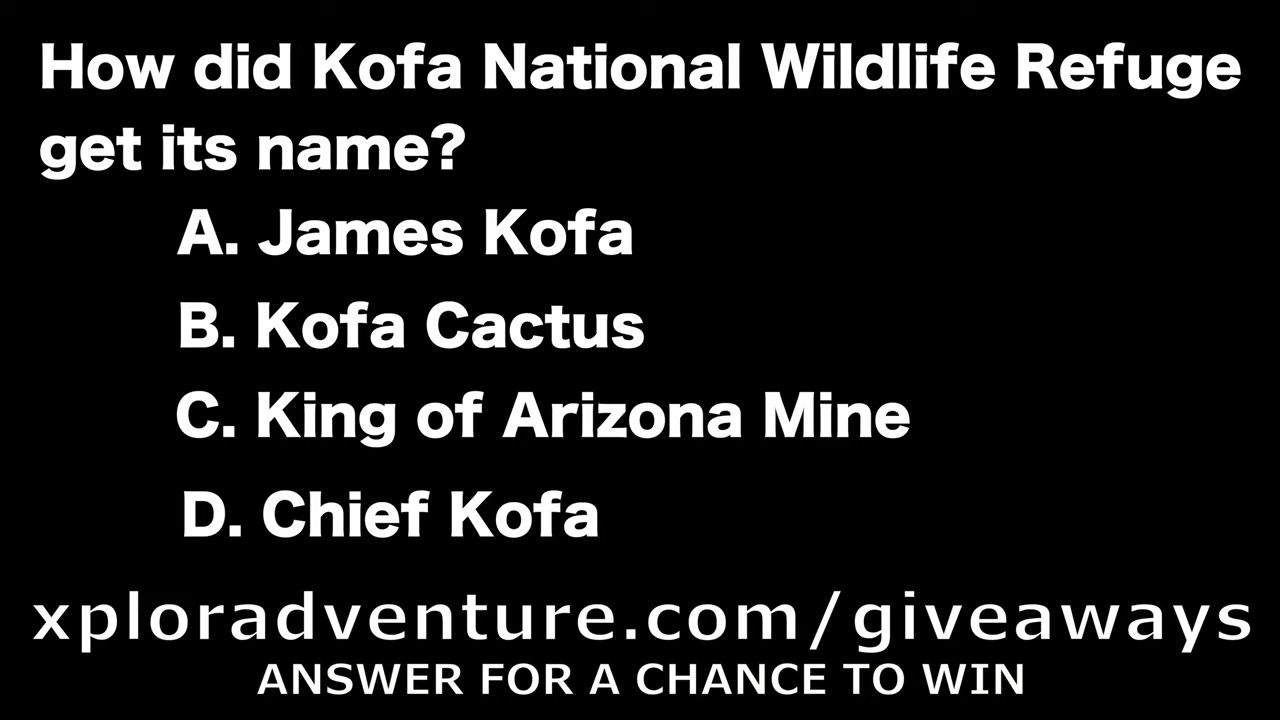 How did Kofa National Wildlife Refuge
get its name?
A. James Kofa
B. Kofa Cactus
C. King of Arizona Mine
D. Chief Kofa
xploradventure.com/giveaways
ANSWER FOR A CHANCE TO WIN